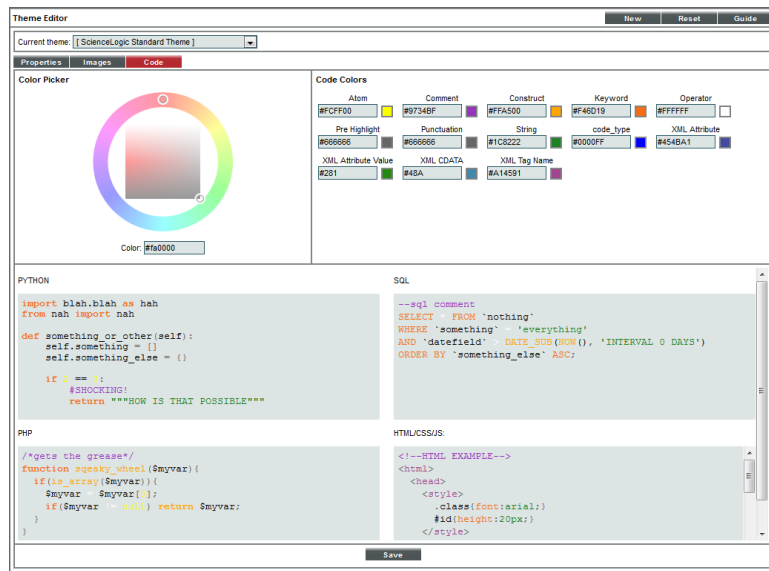 Theme Editor
New Reset Guide
Current theme: [ ScienceLogic Standard Theme ]
Properties Images Code
Color Picker
Color: #fa0000
Code Colors
Atom Comment Construct Keyword Operator
#FCFF00 #9734BF #FFA500 #F46D19 #FFFFFF
Pre Highlight Punctuation String code_type XML Attribute
#666666 #666666 #1C8222 #0000FF #454BA1
XML Attribute Value XML CDATA XML Tag Name
#281 #48A #A14591
PYTHON
import blah.blah as hah
from nah import nah
def something_or_other(self):
self.something = []
self.something_else = {}
if == :
#SHOCKING!
return """HOW IS THAT POSSIBLE"""
SQL
--sql comment
SELECT * FROM `nothing`
WHERE `something` = 'everything'
AND `datefield` > DATE_SUB(NOW(), 'INTERVAL 0 DAYS')
ORDER BY `something_else` ASC;
PHP
/*gets the grease*/
function sqeaky_wheel($myvar){
if(is_array($myvar)){
$myvar = $myvar[];
if($myvar != null) return $myvar;
}
}
HTML/CSS/JS:
<!--HTML EXAMPLE-->
<html>
<head>
<style>
.class{font:arial;}
#id{height:20px;}
</style>
Save